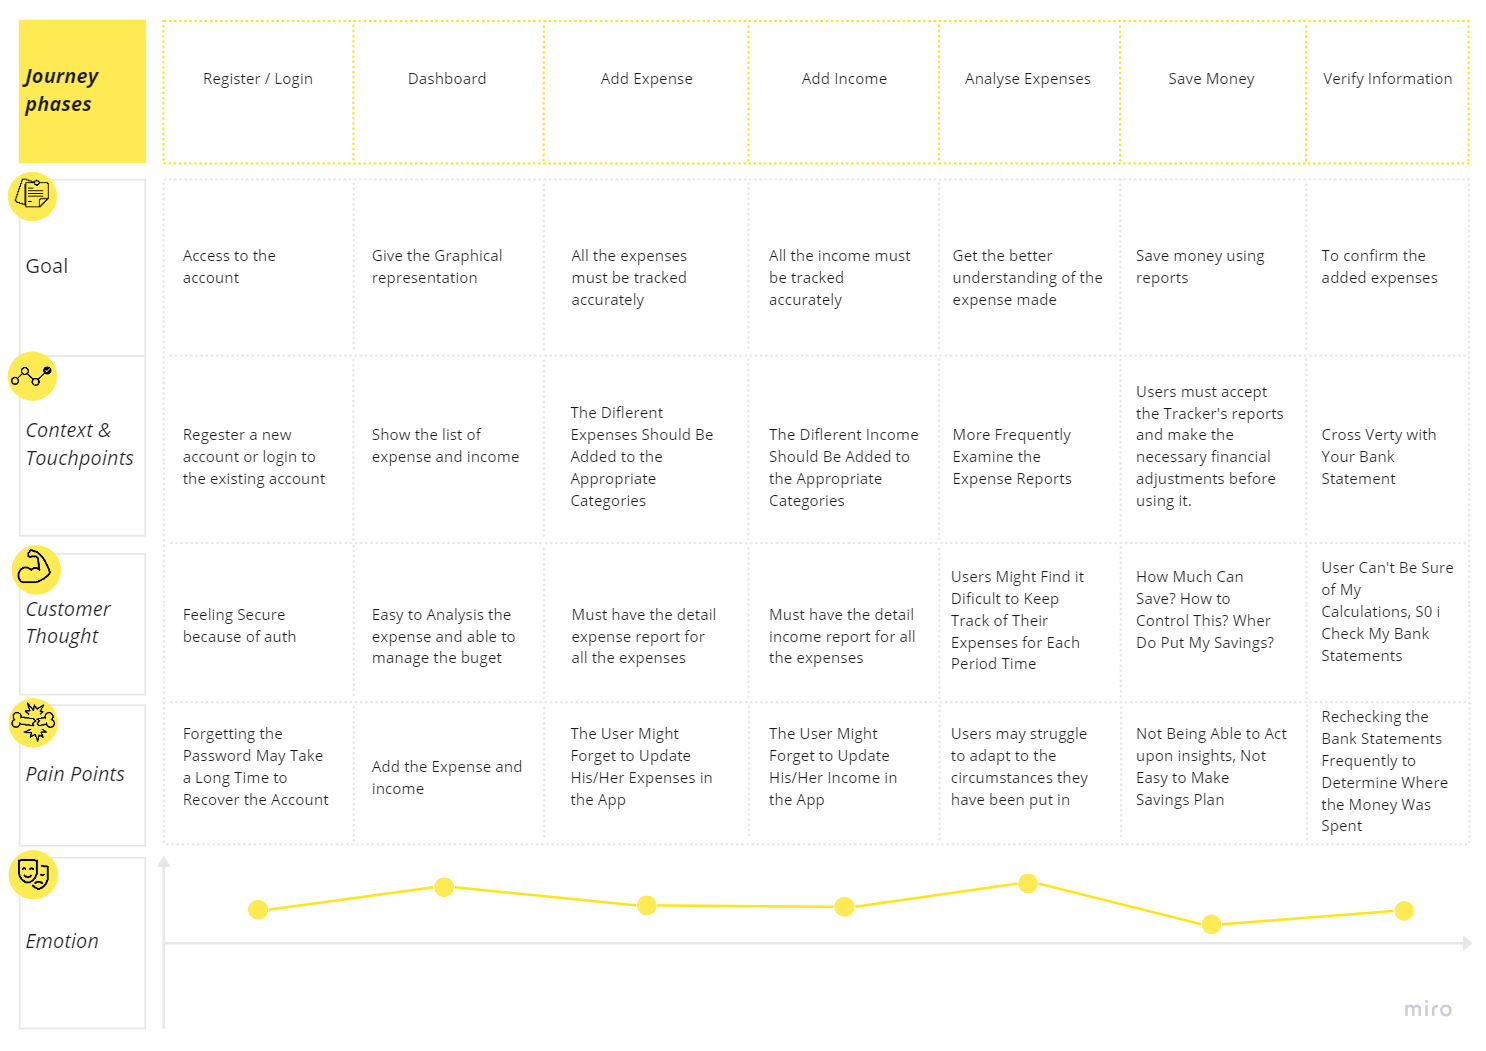 Journey
phases
Register / Login
Dashboard
Add Expense
Add Income
Analyse Expenses
Save Money
Verify Information
Goal
Access to the
account
Give the Graphical
representation
All the expenses
must be tracked
accurately
All the income must
be tracked
accurately
Get the better
understanding of the
expense made
Save money using
reports
To confirm the
added expenses
Context &
Touchpoints
Regester a new
account or login to
the existing account
Show the list of
expense and income
The Diflerent
Expenses Should Be
Added to the
Appropriate
Categories
The Diflerent Income
Should Be Added to
the Appropriate
Categories
More Frequently
Examine the
Expense Reports
Users must accept
the Tracker's reports
and make the
necessary financial
adjustments before
using it.
Cross Verty with
Your Bank
Statement
Customer
Thought
Feeling Secure
because of auth
Easy to Analysis the
expense and able to
manage the buget
Must have the detail
expense report for
all the expenses
Must have the detail
income report for all
the expenses
Users Might Find it
Dificult to Keep
Track of Their
Expenses for Each
Period Time
How Much Can
Save? How to
Control This? Wher
Do Put My Savings?
User Can't Be Sure
of My
Calculations, S0 i
Check My Bank
Statements
Pain Points
Forgetting the
Password May Take
a Long Time to
Recover the Account
Add the Expense and
income
The User Might
Forget to Update
His/Her Expenses in
the App
The User Might
Forget to Update
His/Her Income in
the App
Users may struggle
to adapt to the
circumstances they
have been put in
Not Being Able to Act
upon insights, Not
Easy to Make
Savings Plan
Rechecking the
Bank Statements
Frequently to
Determine Where
the Money Was
Spent
Emotion
miro